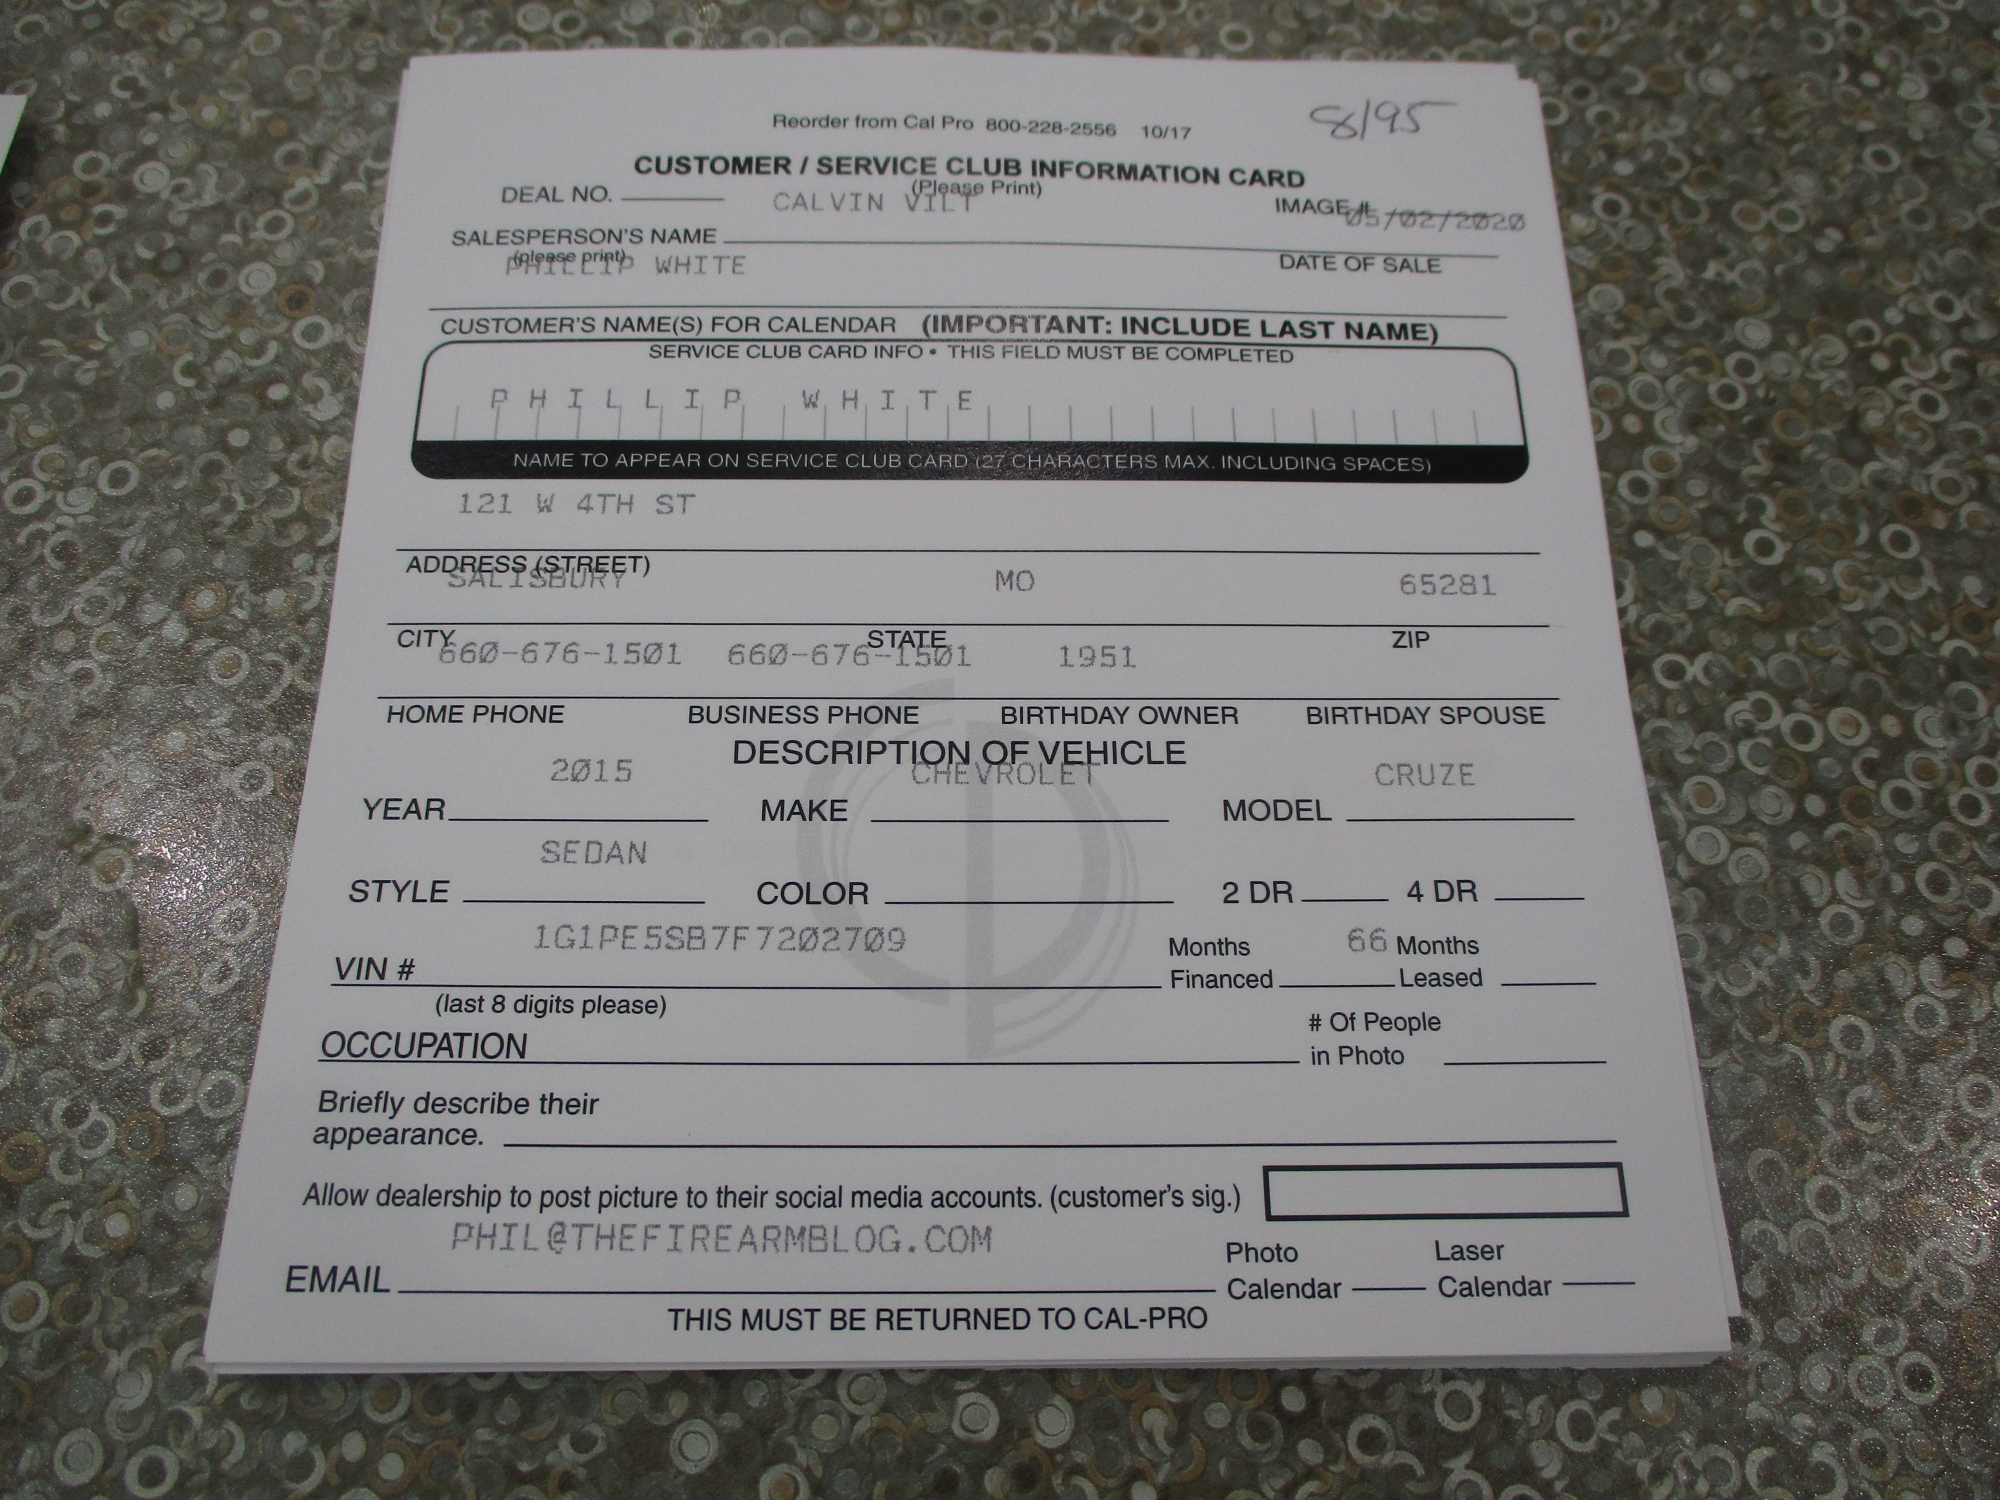 Reorder from Cal Pro 800-228-2556 10/17
8/95
CUSTOMER / SERVICE CLUB INFORMATION CARD
(Please Print)
DEAL NO. CALVIN VILT IMAGE # 05/02/2020
SALESPERSON'S NAME
(please print)
PHILLIP WHITE DATE OF SALE
CUSTOMER'S NAME(S) FOR CALENDAR (IMPORTANT: INCLUDE LAST NAME)
SERVICE CLUB CARD INFO • THIS FIELD MUST BE COMPLETED
PHILLIP WHITE
NAME TO APPEAR ON SERVICE CLUB CARD (27 CHARACTERS MAX. INCLUDING SPACES)
121 W 4TH ST
ADDRESS (STREET)
SALISBURY MO 65281
CITY STATE ZIP
660-676-1501 660-676-1501 1951
HOME PHONE BUSINESS PHONE BIRTHDAY OWNER BIRTHDAY SPOUSE
DESCRIPTION OF VEHICLE
2015 CHEVROLET CRUZE
YEAR MAKE MODEL
SEDAN
STYLE COLOR 2 DR 4 DR
1G1PE5SB7F7202709 Months 66 Months
VIN # Financed Leased
(last 8 digits please)
# Of People
OCCUPATION in Photo
Briefly describe their
appearance.
Allow dealership to post picture to their social media accounts. (customer's sig.)
PHIL@THEFIREARMBLOG.COM Photo Laser
EMAIL Calendar Calendar
THIS MUST BE RETURNED TO CAL-PRO